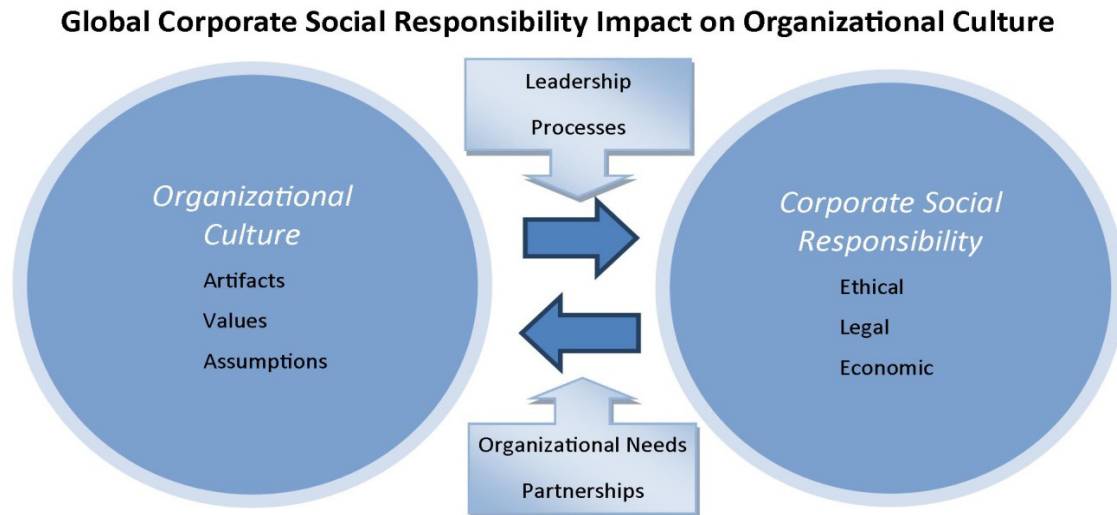 Global Corporate Social Responsibility Impact on Organizational Culture
Organizational
Culture
Artifacts
Values
Assumptions
Leadership
Processes
Organizational Needs
Partnerships
Corporate Social
Responsibility
Ethical
Legal
Economic